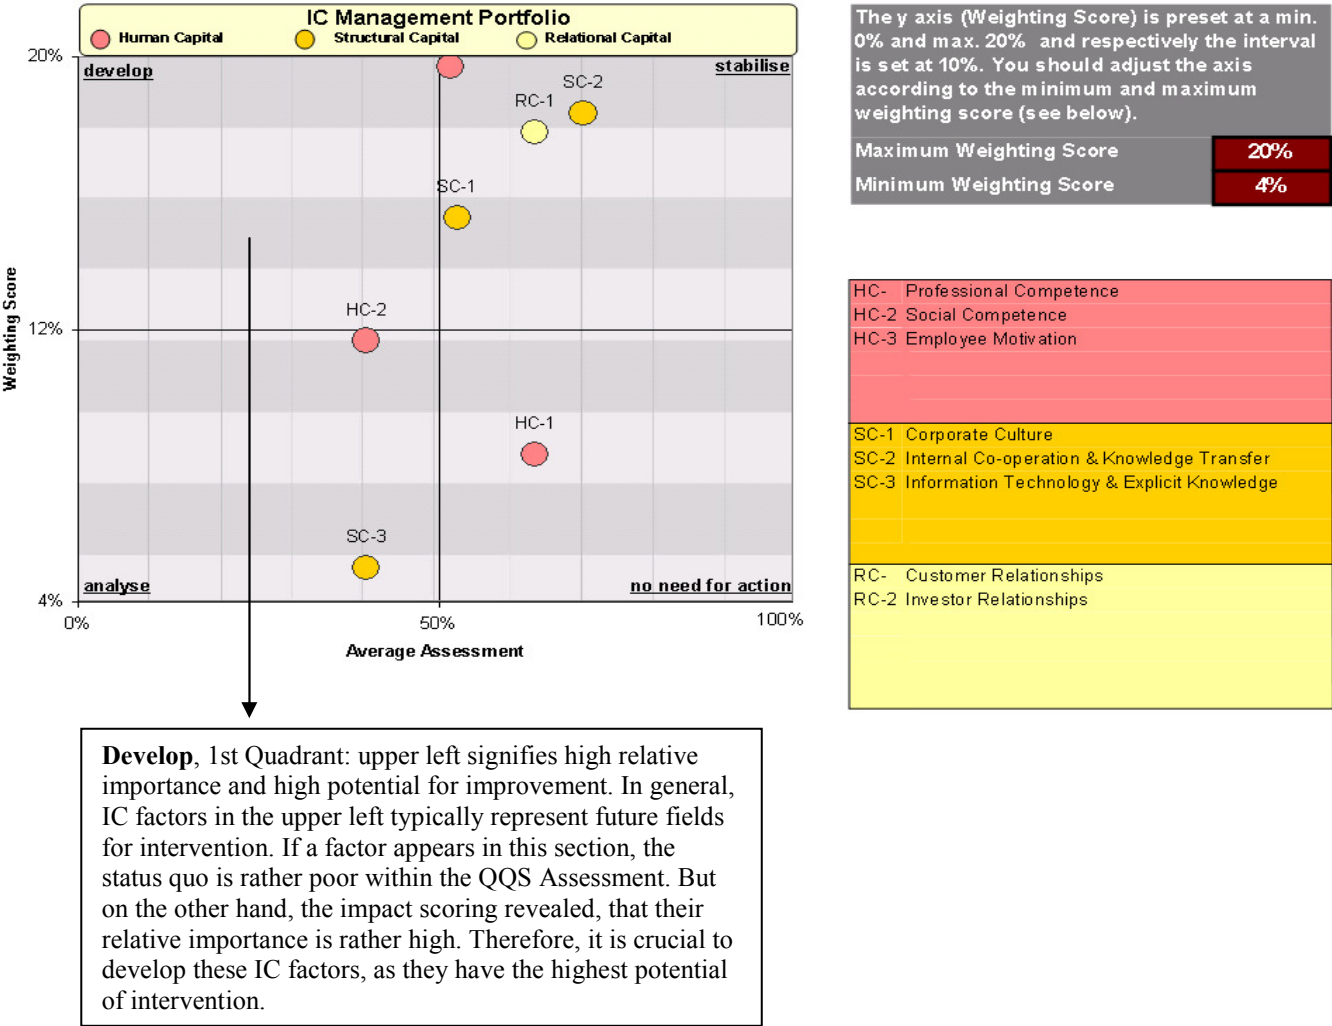 IC Management Portfolio
Human Capital
Structural Capital
Relational Capital
20%
develop
stabilise
SC-2
RC-1
SC-1
HC-2
12%
HC-1
SC-3
analyse
no need for action
4%
0%
50%
100%
Weighting Score
Average Assessment
The y axis (Weighting Score) is preset at a min.
0% and max. 20% and respectively the interval
is set at 10%. You should adjust the axis
according to the minimum and maximum
weighting score (see below).
Maximum Weighting Score 20%
Minimum Weighting Score 4%
HC- Professional Competence
HC-2 Social Competence
HC-3 Employee Motivation
SC-1 Corporate Culture
SC-2 Internal Co-operation & Knowledge Transfer
SC-3 Information Technology & Explicit Knowledge
RC- Customer Relationships
RC-2 Investor Relationships
Develop, 1st Quadrant: upper left signifies high relative
importance and high potential for improvement. In general,
IC factors in the upper left typically represent future fields
for intervention. If a factor appears in this section, the
status quo is rather poor within the QQS Assessment. But
on the other hand, the impact scoring revealed, that their
relative importance is rather high. Therefore, it is crucial to
develop these IC factors, as they have the highest potential
of intervention.